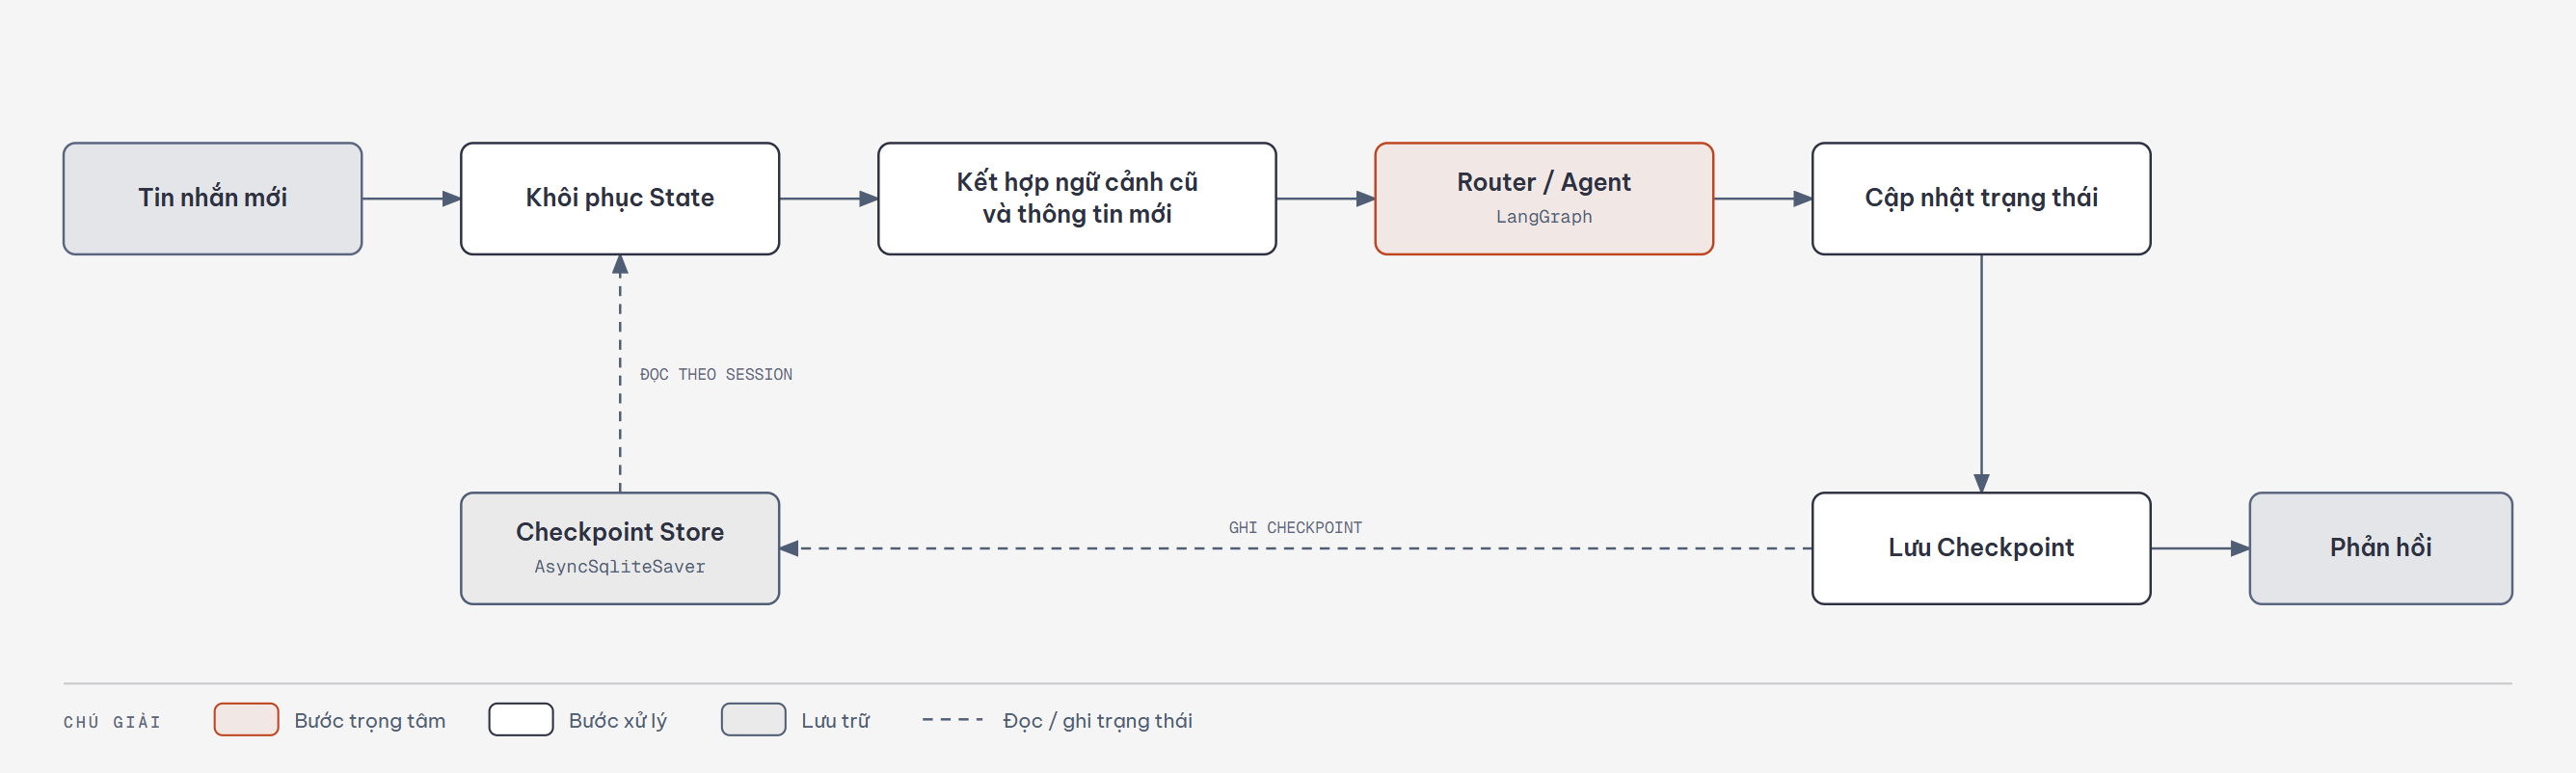 Tin nhắn mới
Khôi phục State
Kết hợp ngữ cảnh cũ
và thông tin mới
Router / Agent
LangGraph
Cập nhật trạng thái
ĐỌC THEO SESSION
Checkpoint Store
AsyncSqliteSaver
GHI CHECKPOINT
Lưu Checkpoint
Phản hồi
CHÚ GIẢI
Bước trọng tâm
Bước xử lý
Lưu trữ
Đọc / ghi trạng thái